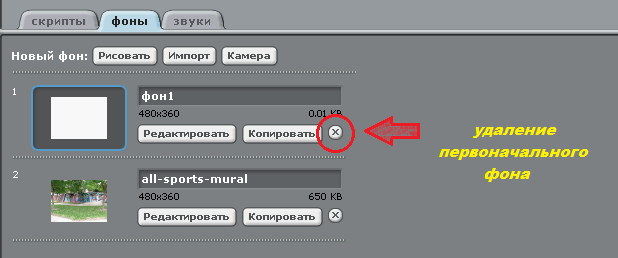 скрипты фоны звуки
Новый фон: Рисовать Импорт Камера
1 фон1
480x360 0.01 KB
Редактировать Копировать
удаление
первоначального
фона
2 all-sports-mural
480x360 650 KB
Редактировать Копировать